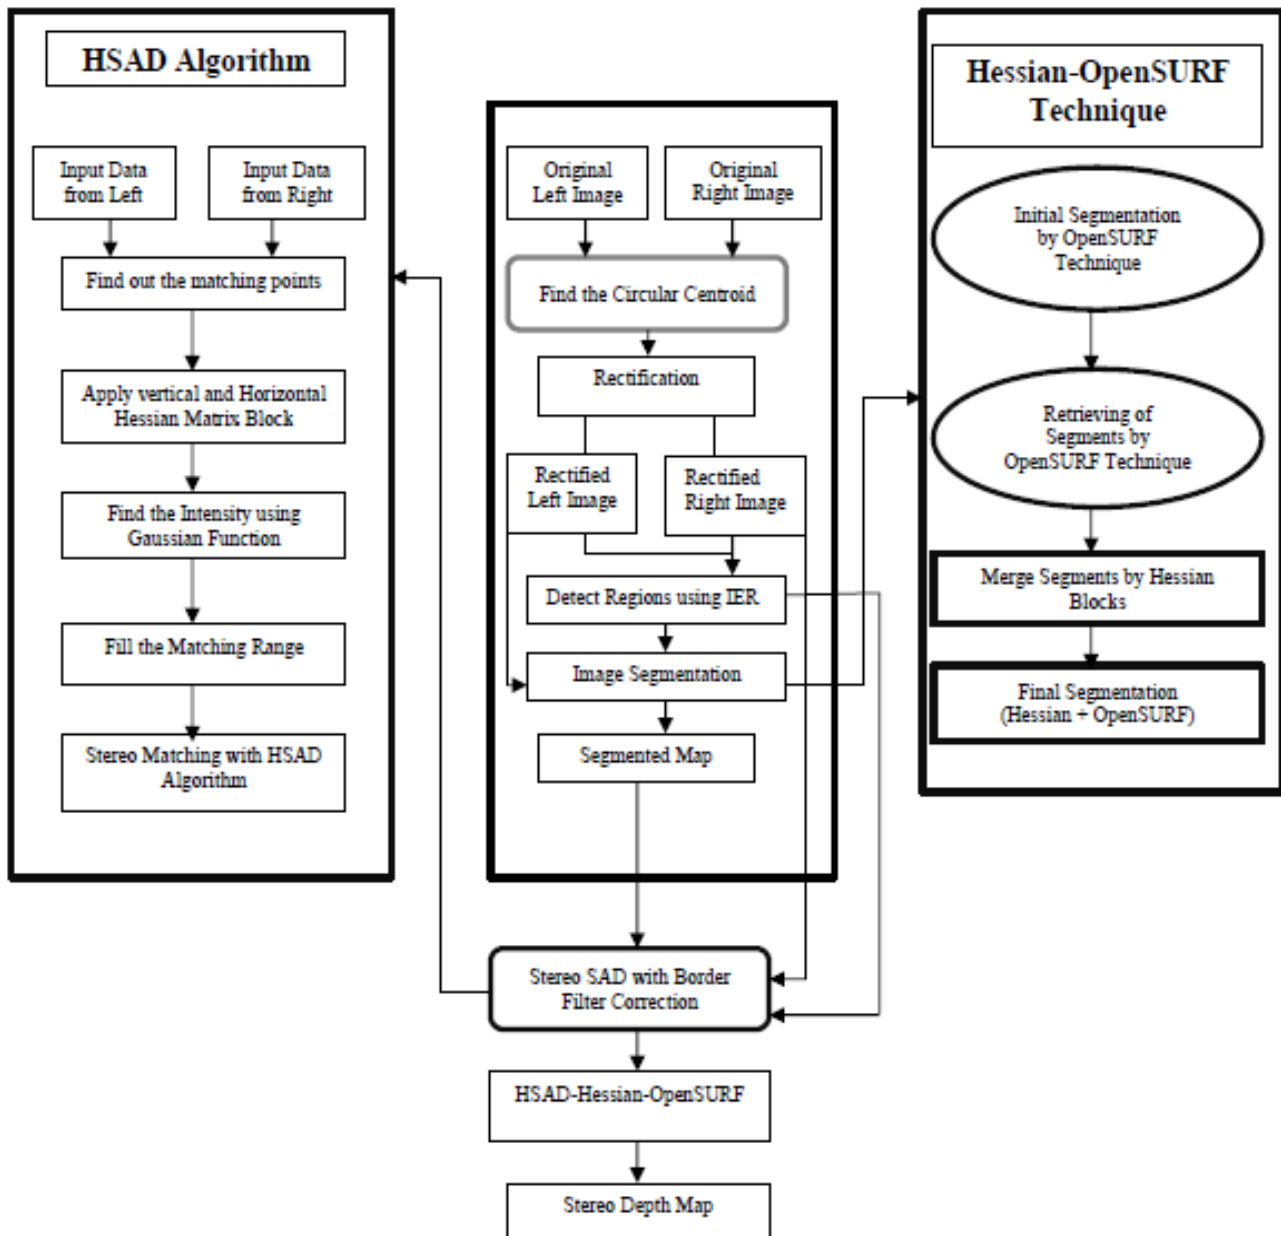 HSAD Algorithm
Input Data
from Left
Input Data
from Right
Find out the matching points
Apply vertical and Horizontal
Hessian Matrix Block
Find the Intensity using
Gaussian Function
Fill the Matching Range
Stereo Matching with HSAD
Algorithm
Original
Left Image
Original
Right Image
Find the Circular Centroid
Rectification
Rectified
Left Image
Rectified
Right Image
Detect Regions using IER
Image Segmentation
Segmented Map
Stereo SAD with Border
Filter Correction
HSAD-Hessian-OpenSURF
Stereo Depth Map
Hessian-OpenSURF
Technique
Initial Segmentation
by OpenSURF
Technique
Retrieving of
Segments by
OpenSURF Technique
Merge Segments by Hessian
Blocks
Final Segmentation
(Hessian + OpenSURF)